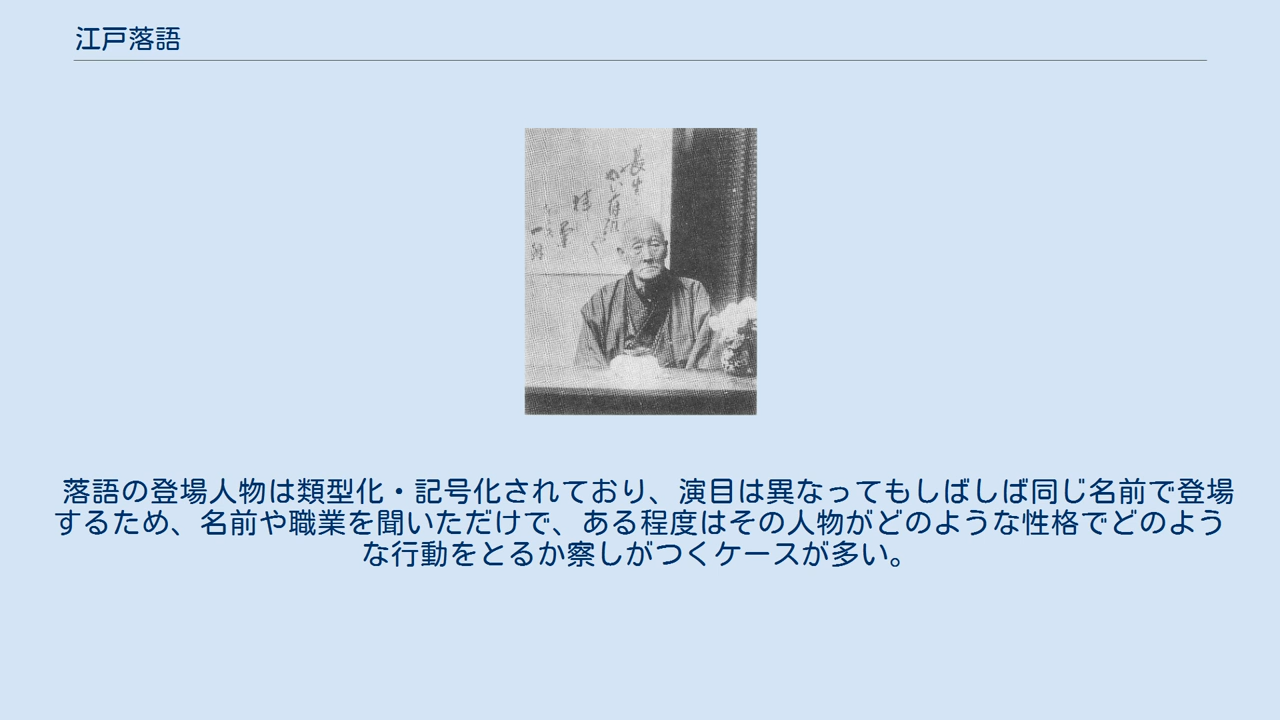 江戸落語
長生
落語の登場人物は類型化・記号化されており、演目は異なってもしばしば同じ名前で登場
するため、名前や職業を聞いただけで、ある程度はその人物がどのような性格でどのよう
な行動をとるか察しがつくケースが多い。